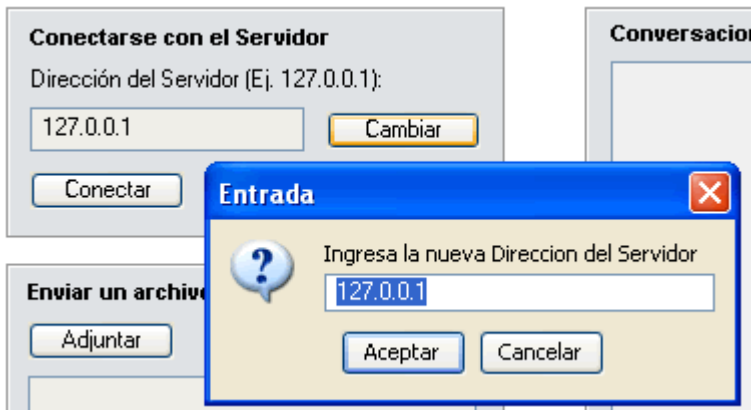 Conectarse con el Servidor
Dirección del Servidor (Ej. 127.0.0.1):
127.0.0.1
Cambiar
Conectar
Conversacion
Entrada
Ingresa la nueva Direccion del Servidor
127.0.0.1
Aceptar
Cancelar
Enviar un archivo
Adjuntar